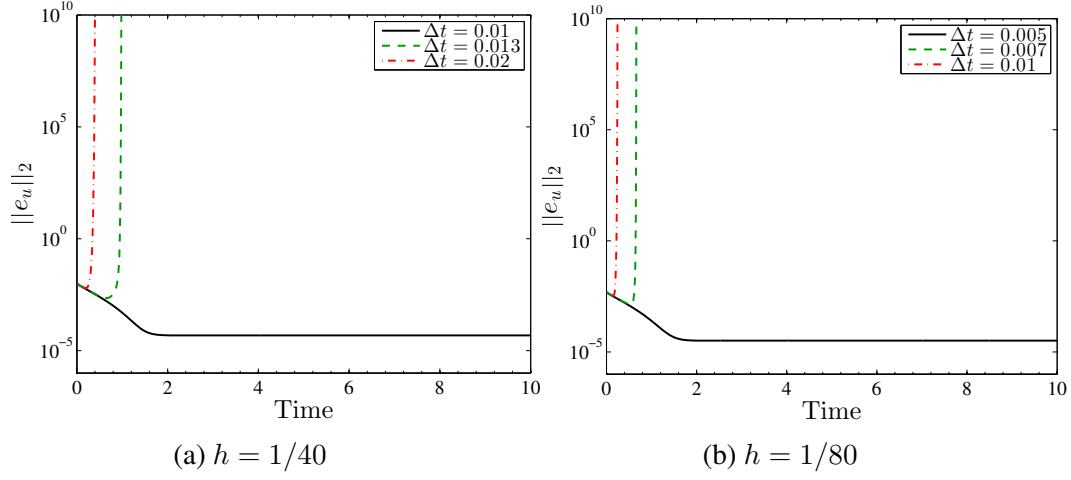 10^10
10^5
10^0
10^−5
||e_u||_2
0 2 4 6 8 10
Time
Δt = 0.01
Δt = 0.013
Δt = 0.02
(a) h = 1/40
10^10
10^5
10^0
10^−5
||e_u||_2
0 2 4 6 8 10
Time
Δt = 0.005
Δt = 0.007
Δt = 0.01
(b) h = 1/80